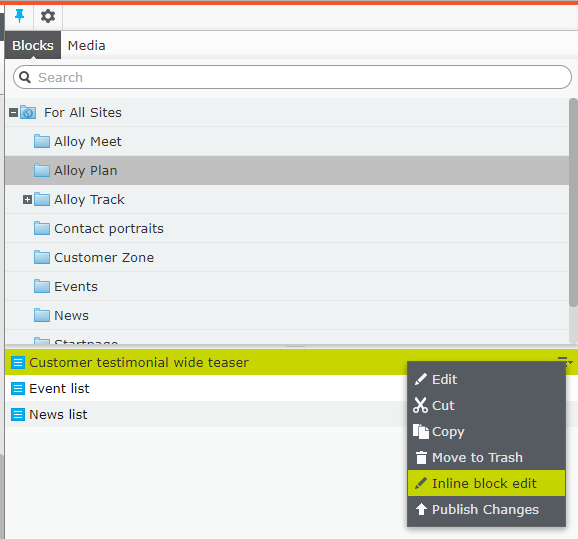 Blocks Media
Search
For All Sites
Alloy Meet
Alloy Plan
Alloy Track
Contact portraits
Customer Zone
Events
News
Startpage
Customer testimonial wide teaser
Event list
News list
Edit
Cut
Copy
Move to Trash
Inline block edit
Publish Changes